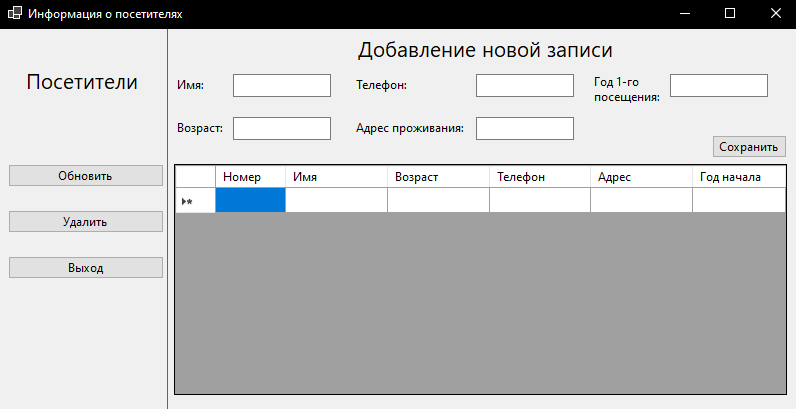 Информация о посетителях
Посетители
Обновить
Удалить
Выход
Добавление новой записи
Имя:
Телефон:
Год 1-го
посещения:
Возраст:
Адрес проживания:
Сохранить
Номер Имя Возраст Телефон Адрес Год начала